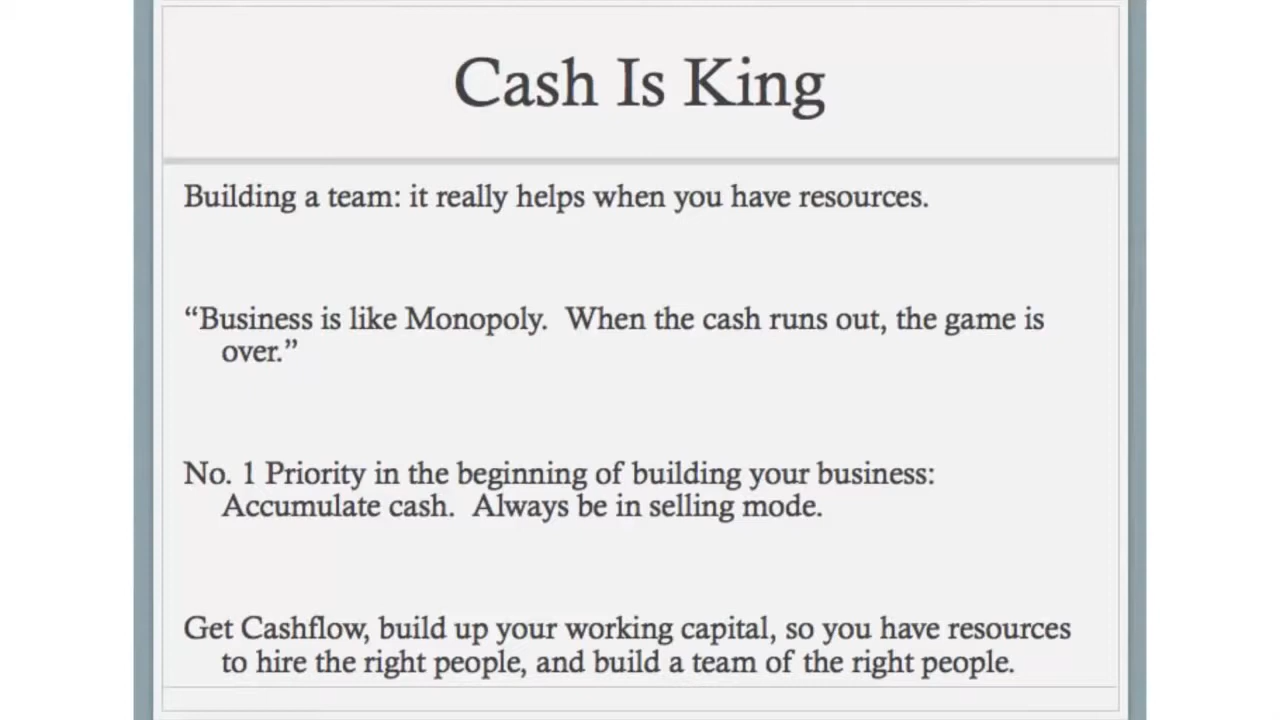 Cash Is King
Building a team: it really helps when you have resources.
“Business is like Monopoly.  When the cash runs out, the game is
over.”
No. 1 Priority in the beginning of building your business:
Accumulate cash.  Always be in selling mode.
Get Cashflow, build up your working capital, so you have resources
to hire the right people, and build a team of the right people.